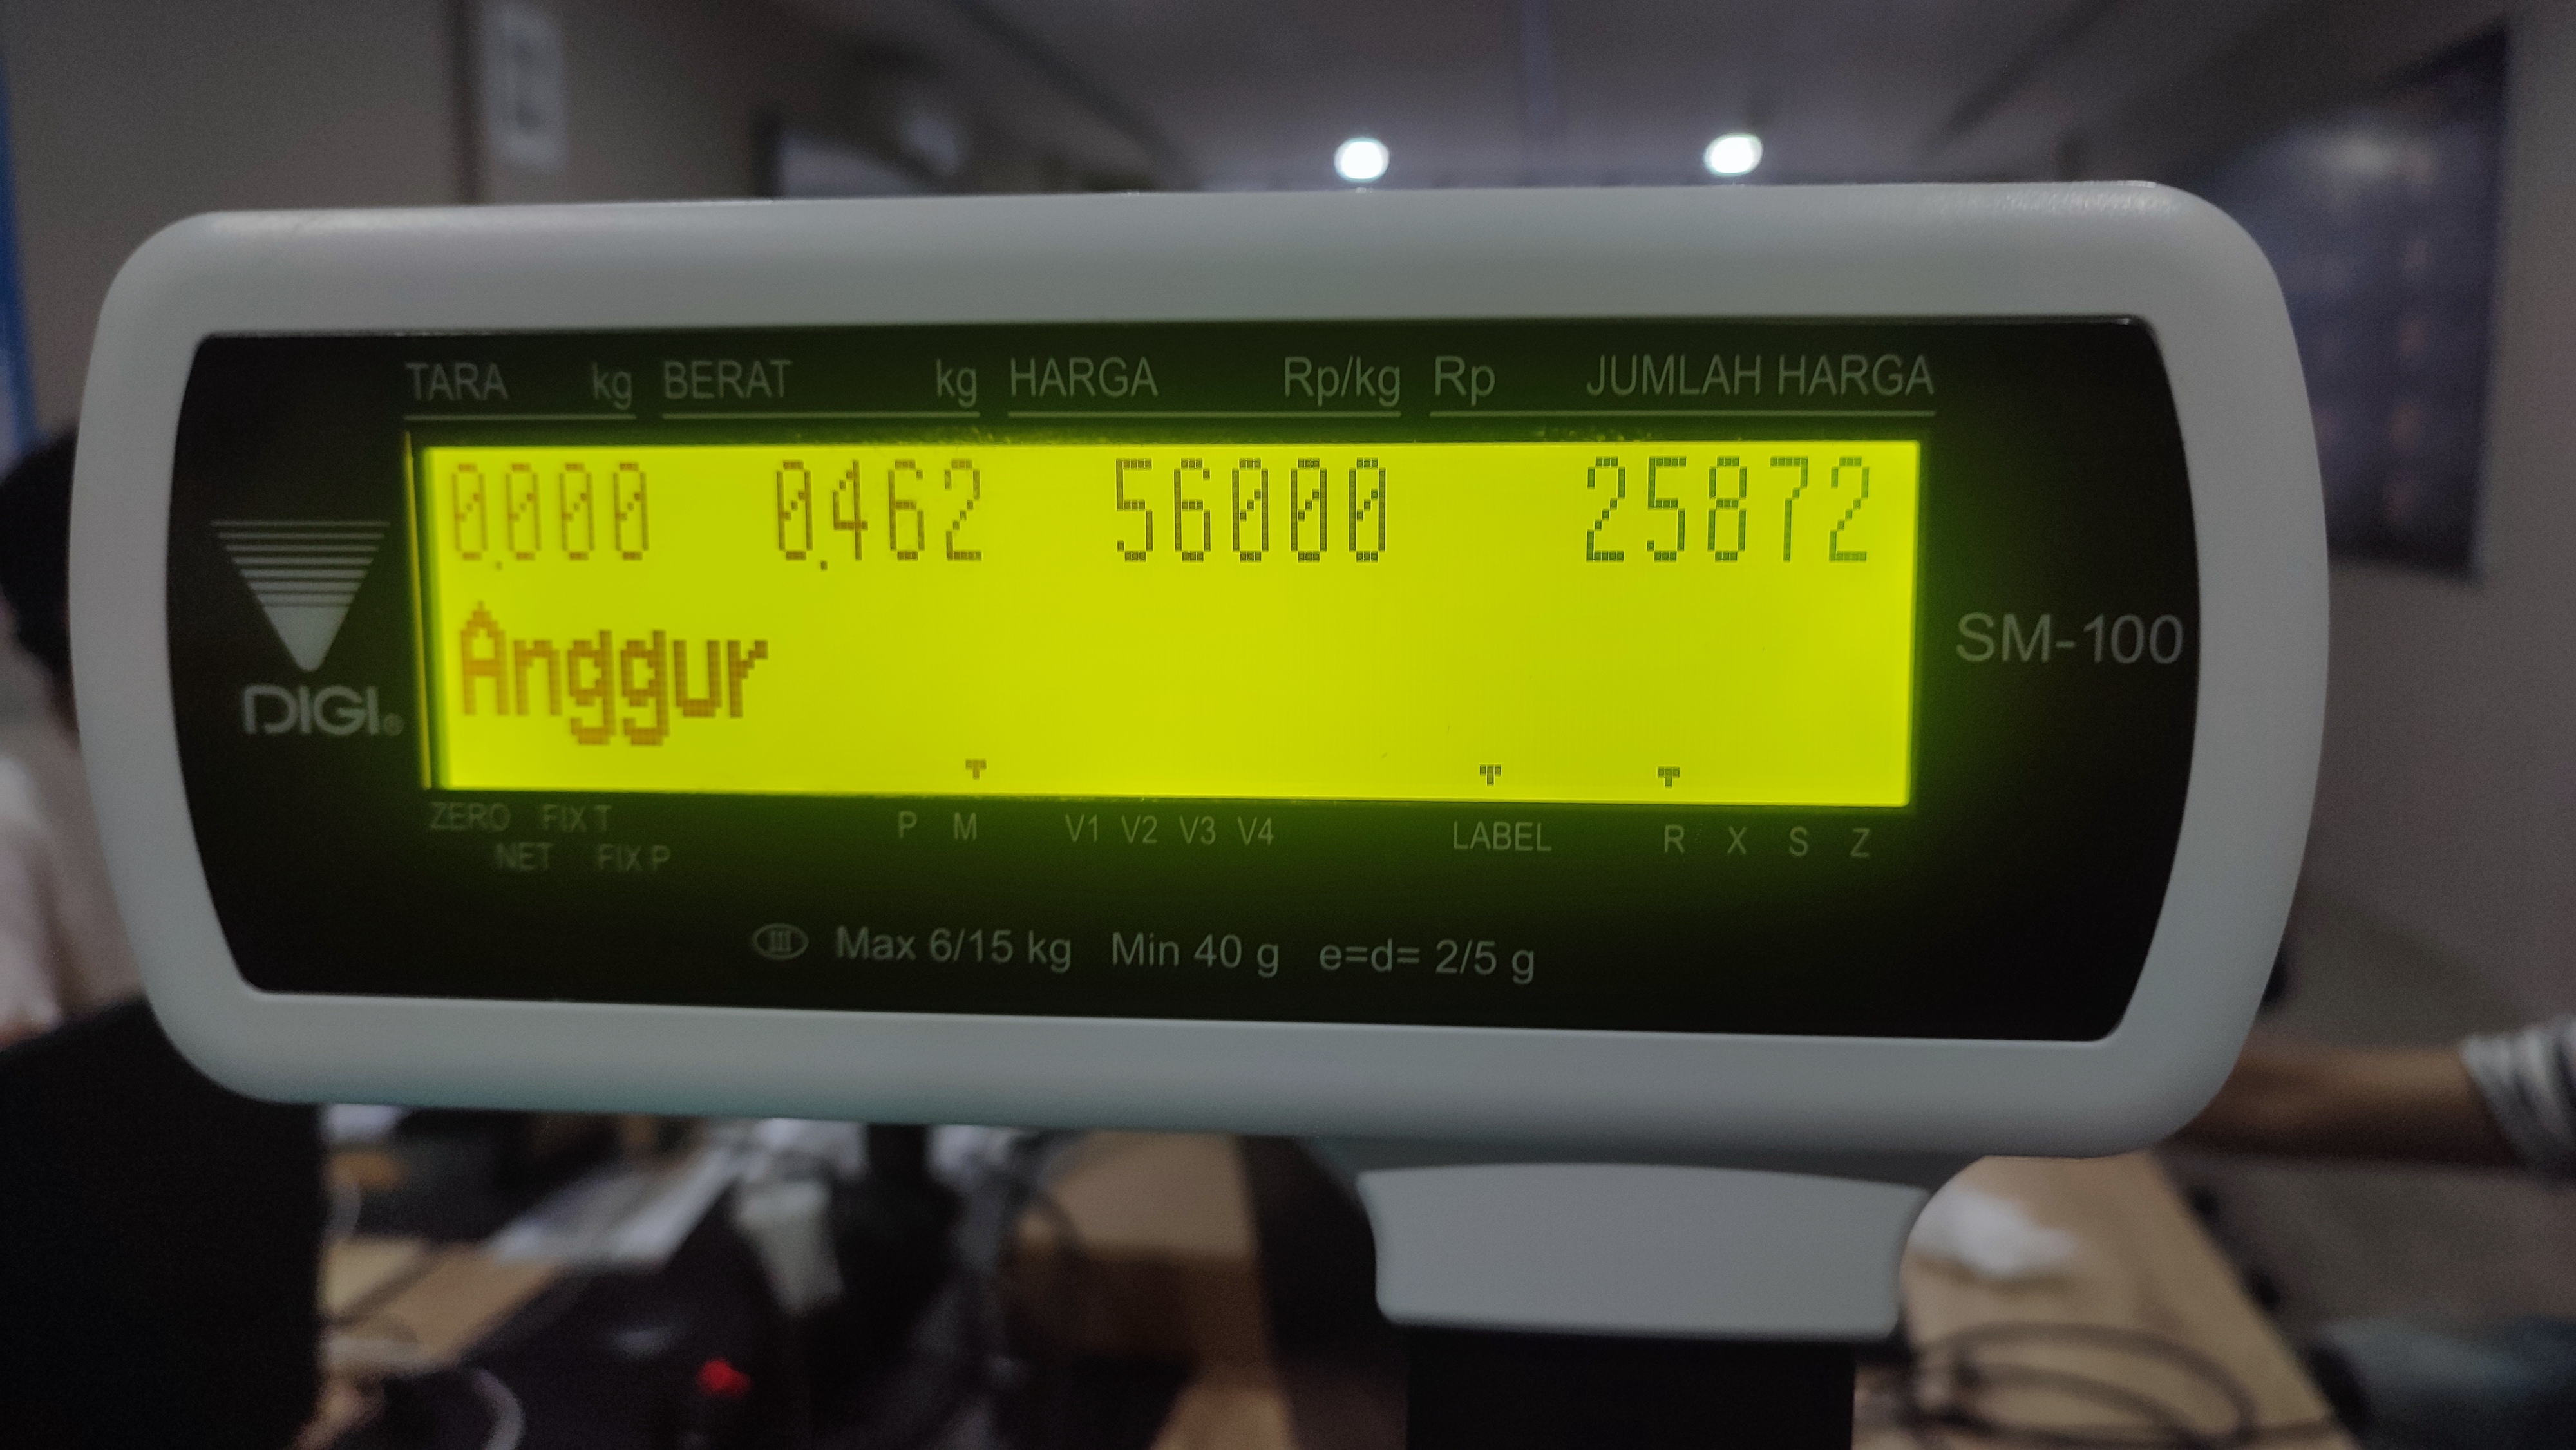 TARA kg BERAT kg HARGA Rp/kg Rp JUMLAH HARGA
0.000 0.462 56000 25872
Anggur
DIGI®
SM-100
ZERO FIX T P M V1 V2 V3 V4 LABEL R X S Z
NET FIX P
III Max 6/15 kg Min 40 g e=d= 2/5 g